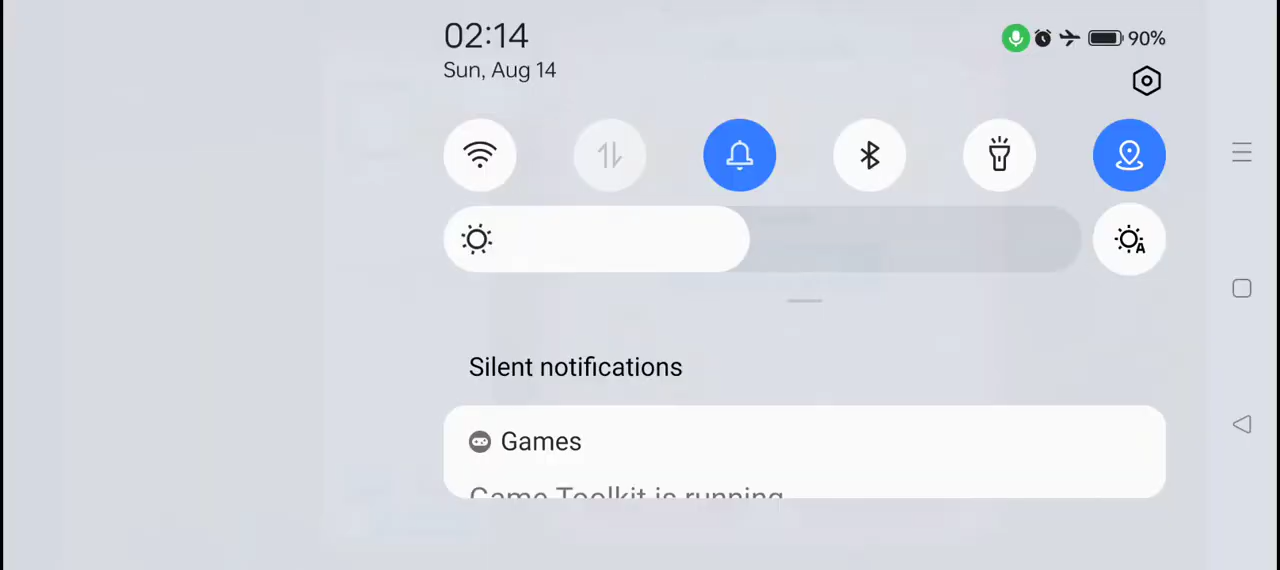 02:14
90%
Sun, Aug 14
A
Silent notifications
Games
Game Toolkit is running